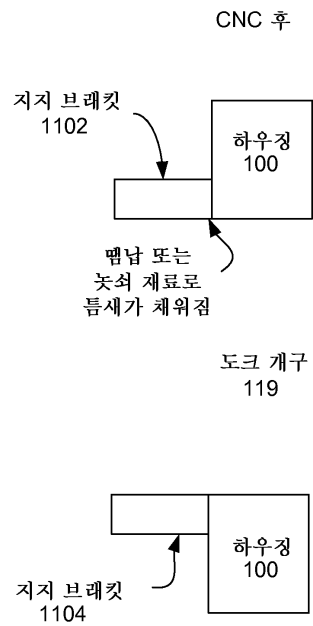 CNC 후
지지 브래킷
1102
하우징
100
땜납 또는
놋쇠 재료로
틈새가 채워짐
도크 개구
119
하우징
100
지지 브래킷
1104